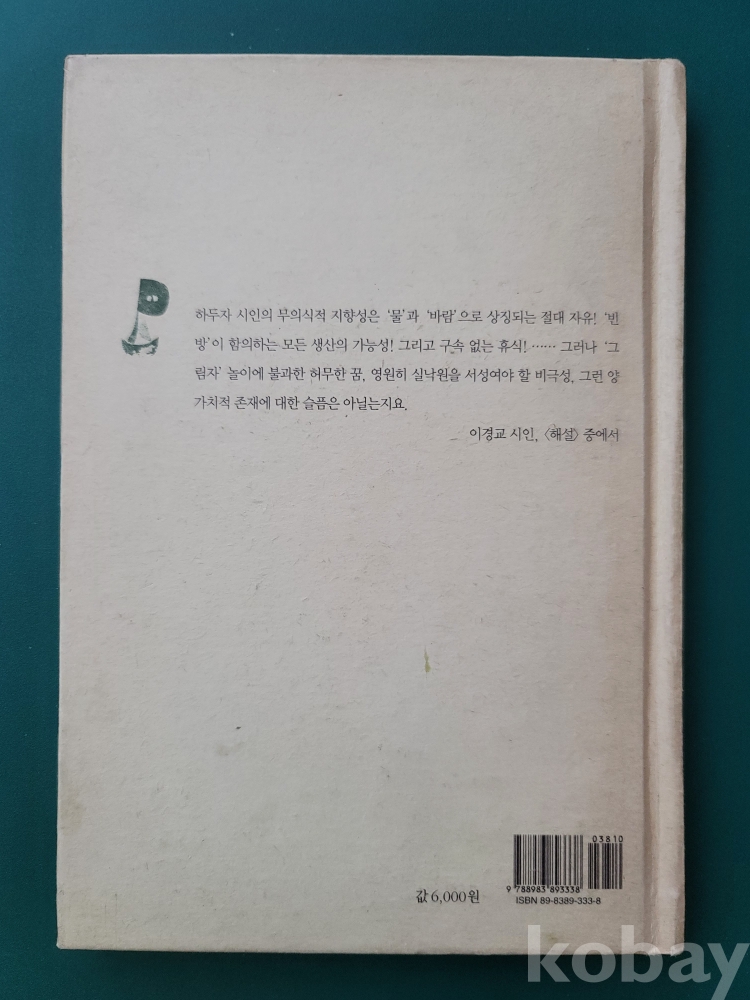 하두자 시인의 무의식적 지향성은 '물'과 '바람'으로 상징되는 절대 자유! '빈
방'이 함의하는 모든 생산의 가능성! 그리고 구속 없는 휴식! …… 그러나 '그
림자' 놀이에 불과한 허무한 꿈, 영원히 실낙원을 서성여야 할 비극성, 그런 양
가치적 존재에 대한 슬픔은 아닐는지요.
이경교 시인, 〈해설〉 중에서
03810
9 788983 893338
값 6,000원
ISBN 89-8389-333-8
kobay